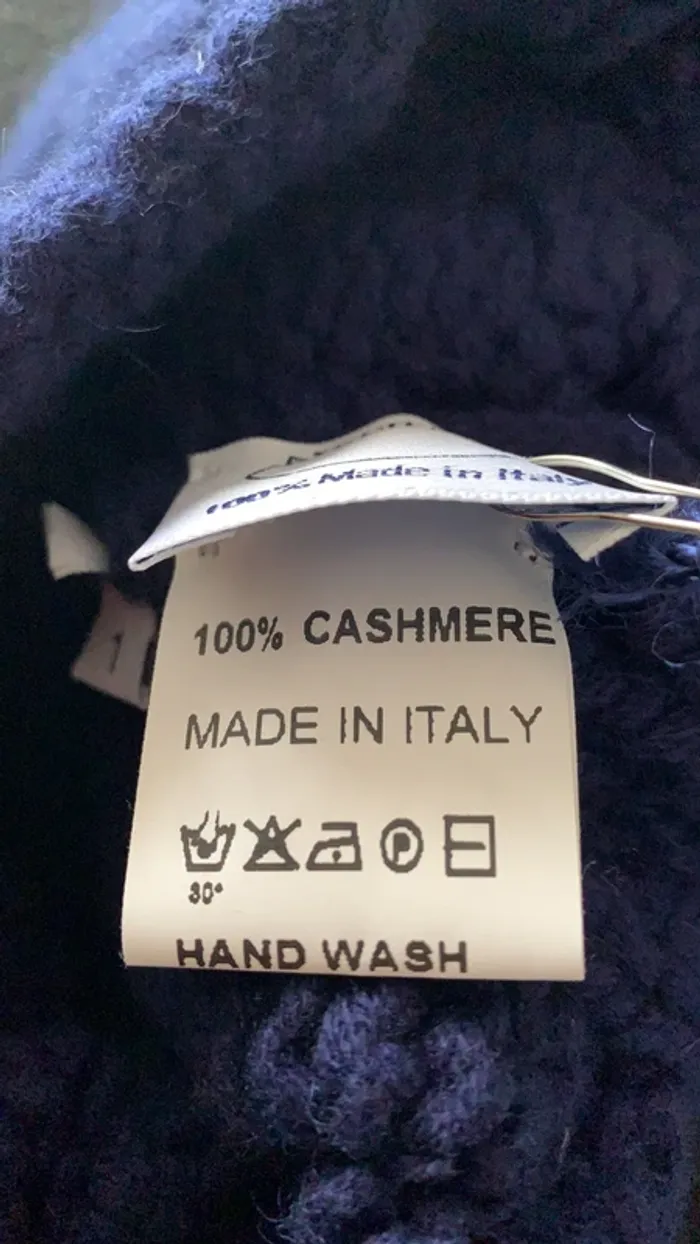 100% Made in Italy
100% CASHMERE
MADE IN ITALY
30°
P
HAND WASH